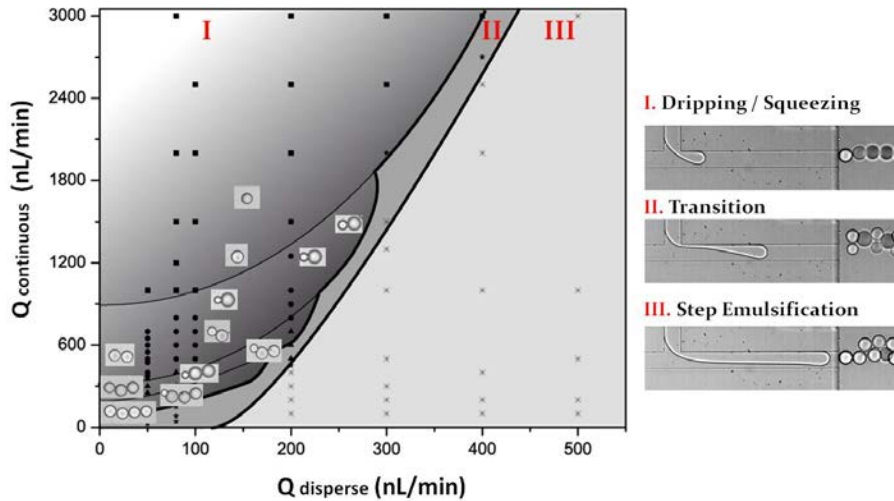 I
II
III
3000
2400
1800
1200
600
0
0
100
200
300
400
500
Q continuous (nL/min)
Q disperse (nL/min)
I. Dripping / Squeezing
II. Transition
III. Step Emulsification